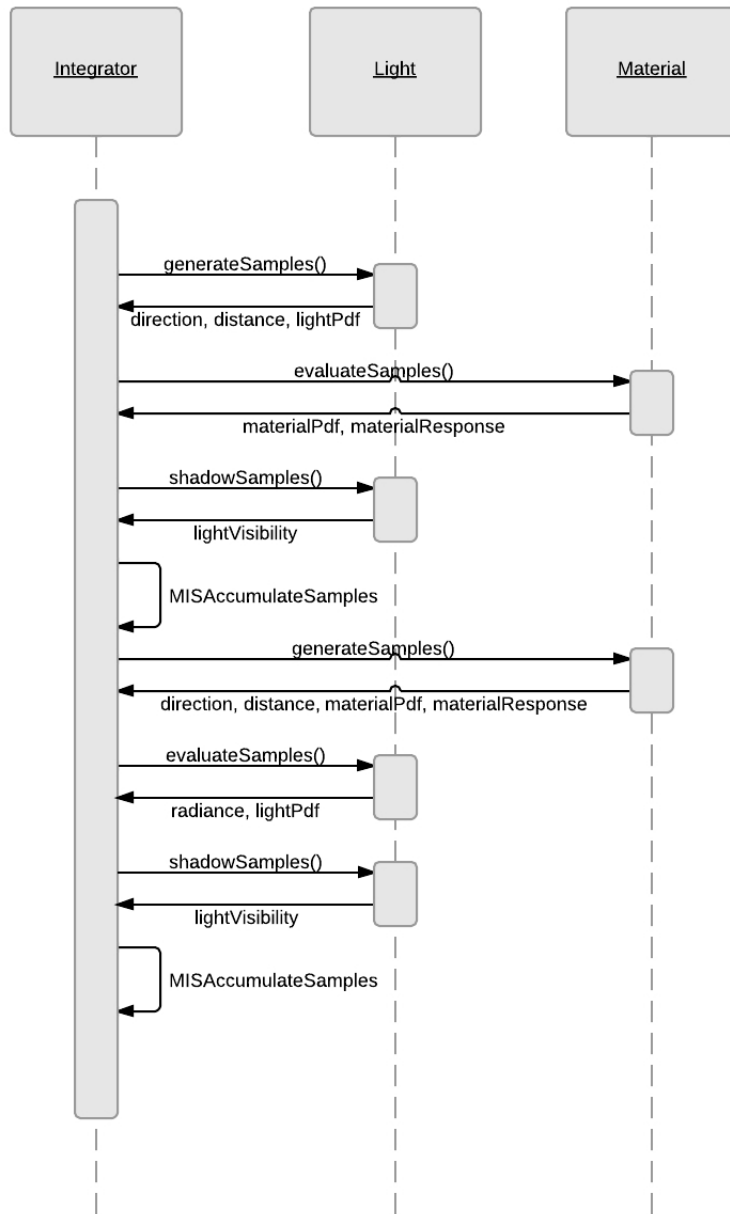 Integrator
Light
Material
generateSamples()
direction, distance, lightPdf
evaluateSamples()
materialPdf, materialResponse
shadowSamples()
lightVisibility
MISAccumulateSamples
generateSamples()
direction, distance, materialPdf, materialResponse
evaluateSamples()
radiance, lightPdf
shadowSamples()
lightVisibility
MISAccumulateSamples